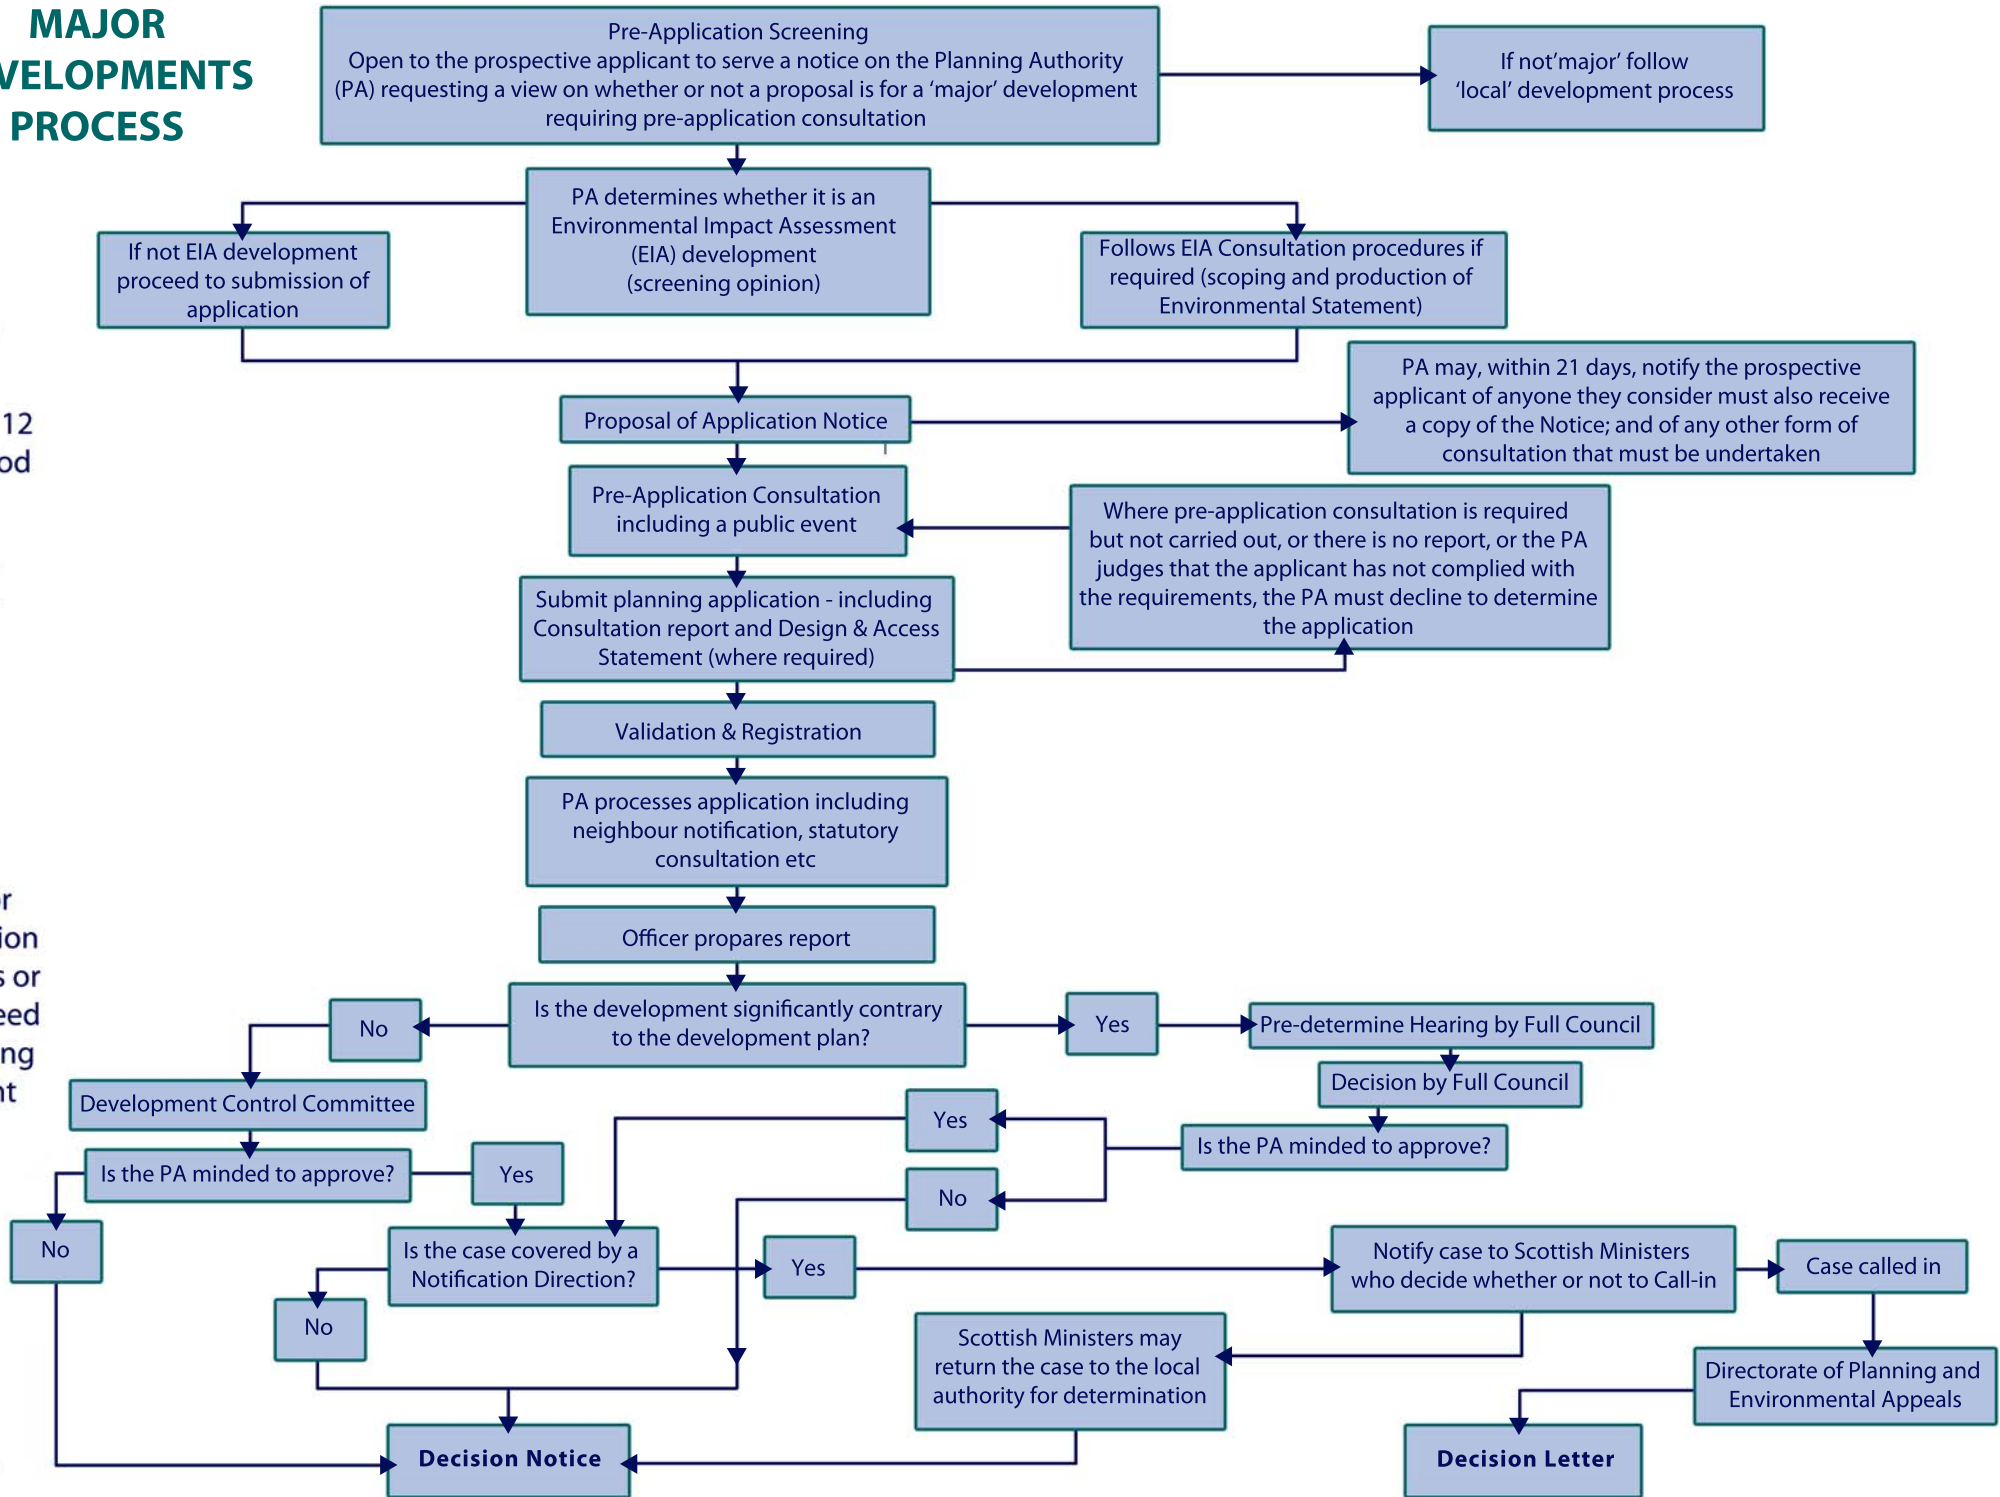 MAJOR
VELOPMENTS
PROCESS
Pre-Application Screening
Open to the prospective applicant to serve a notice on the Planning Authority
(PA) requesting a view on whether or not a proposal is for a ‘major’ development
requiring pre-application consultation
If not’major’ follow
‘local’ development process
PA determines whether it is an
Environmental Impact Assessment
(EIA) development
(screening opinion)
If not EIA development
proceed to submission of
application
Follows EIA Consultation procedures if
required (scoping and production of
Environmental Statement)
12
od
Proposal of Application Notice
PA may, within 21 days, notify the prospective
applicant of anyone they consider must also receive
a copy of the Notice; and of any other form of
consultation that must be undertaken
Pre-Application Consultation
including a public event
Where pre-application consultation is required
but not carried out, or there is no report, or the PA
judges that the applicant has not complied with
the requirements, the PA must decline to determine
the application
Submit planning application - including
Consultation report and Design & Access
Statement (where required)
Validation & Registration
PA processes application including
neighbour notification, statutory
consultation etc
r
ion
s or
eed
ng
nt
Officer propares report
Is the development significantly contrary
to the development plan?
No
Yes
Pre-determine Hearing by Full Council
Decision by Full Council
Is the PA minded to approve?
Yes
No
Development Control Committee
Is the PA minded to approve?
Yes
No
Is the case covered by a
Notification Direction?
Yes
No
Notify case to Scottish Ministers
who decide whether or not to Call-in
Case called in
Scottish Ministers may
return the case to the local
authority for determination
Directorate of Planning and
Environmental Appeals
Decision Notice
Decision Letter